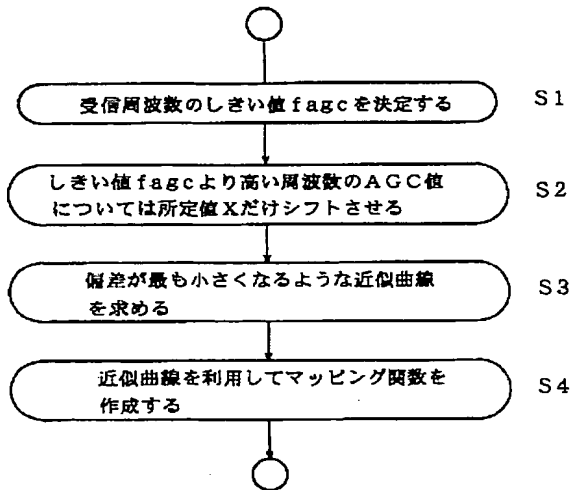 受信周波数のしきい値fagcを決定する
S1
しきい値fagcより高い周波数のAGC値
については所定値Xだけシフトさせる
S2
偏差が最も小さくなるような近似曲線
を求める
S3
近似曲線を利用してマッピング関数を
作成する
S4